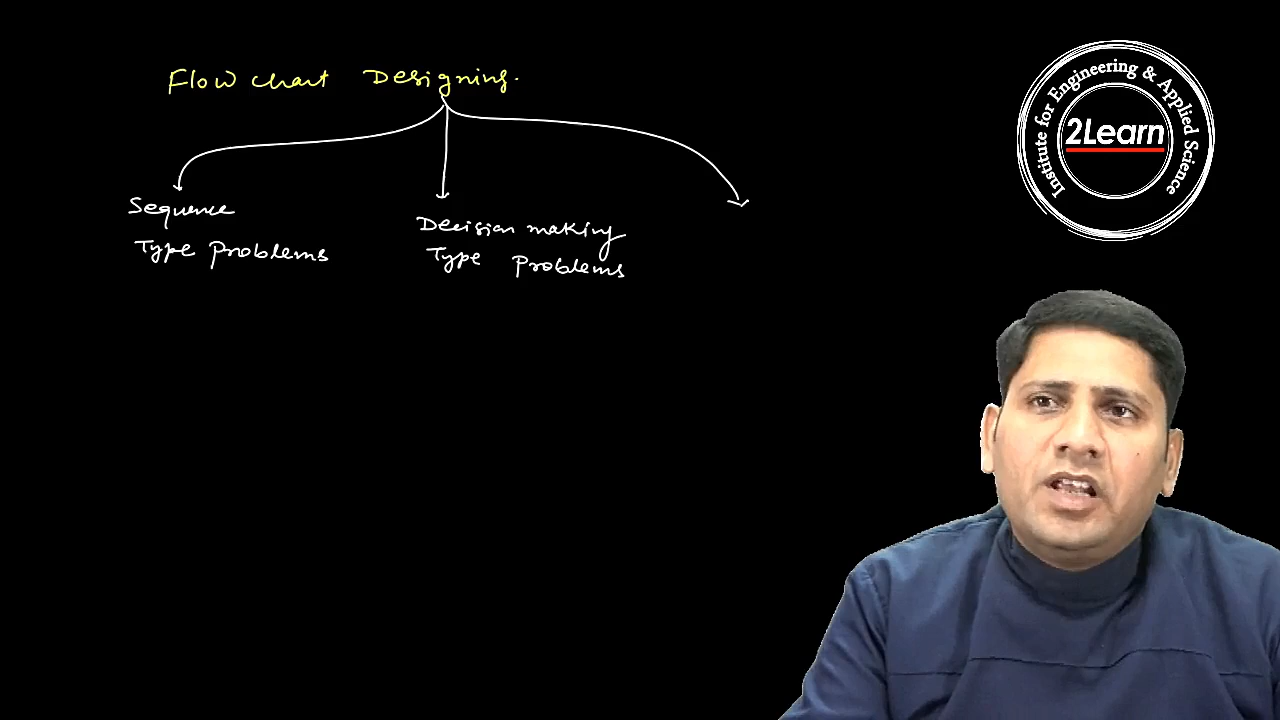 Flow chart Designing.
Sequence
Type Problems
Decision making
Type Problems
Institute for Engineering & Applied Science
2Learn